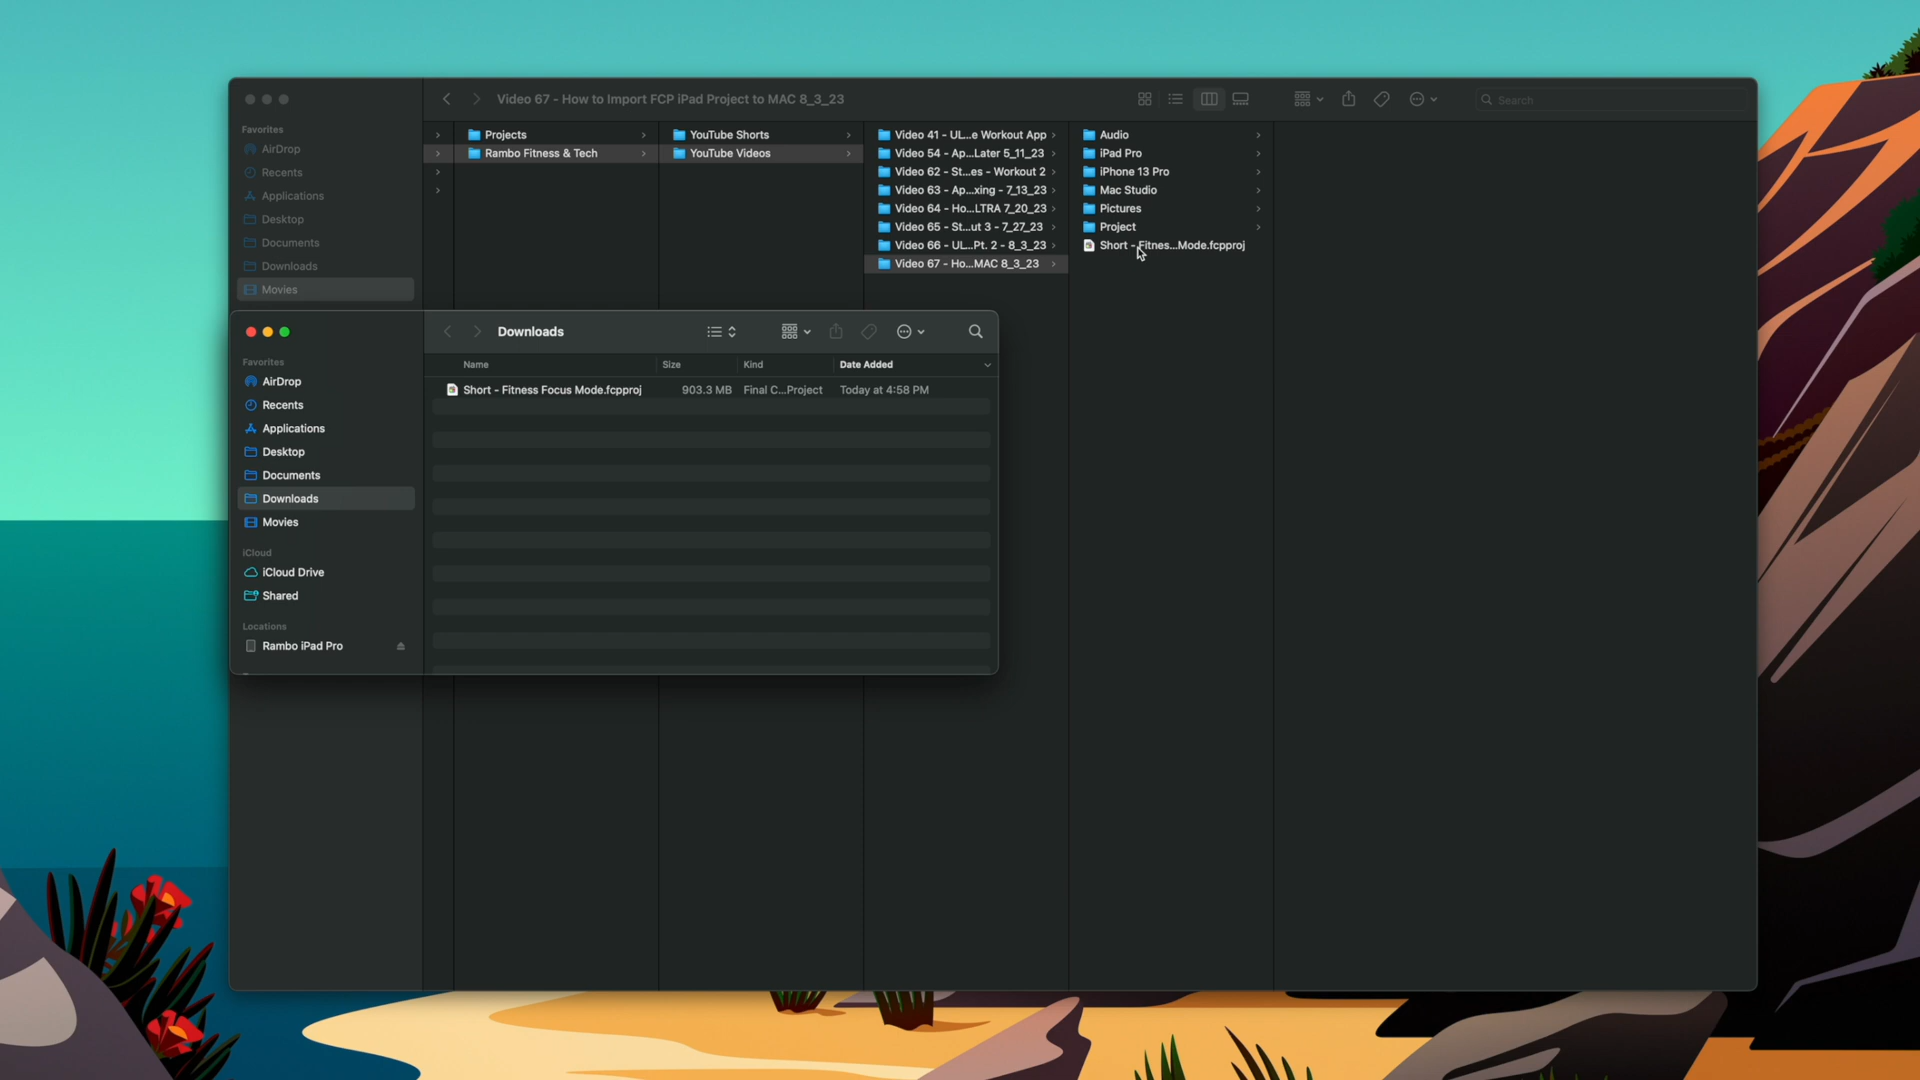 Video 67 - How to Import FCP iPad Project to MAC 8_3_23
Search
Favorites
AirDrop
Recents
Applications
Desktop
Documents
Downloads
Movies
Projects
Rambo Fitness & Tech
YouTube Shorts
YouTube Videos
Video 41 - UL...e Workout App
Video 54 - Ap...Later 5_11_23
Video 62 - St...es - Workout 2
Video 63 - Ap...xing - 7_13_23
Video 64 - Ho...LTRA 7_20_23
Video 65 - St...ut 3 - 7_27_23
Video 66 - UL...Pt. 2 - 8_3_23
Video 67 - Ho...MAC 8_3_23
Audio
iPad Pro
iPhone 13 Pro
Mac Studio
Pictures
Project
Short - Fitnes...Mode.fcpproj
Downloads
Favorites
AirDrop
Recents
Applications
Desktop
Documents
Downloads
Movies
iCloud
iCloud Drive
Shared
Locations
Rambo iPad Pro
Name Size Kind Date Added
Short - Fitness Focus Mode.fcpproj 903.3 MB Final C...Project Today at 4:58 PM